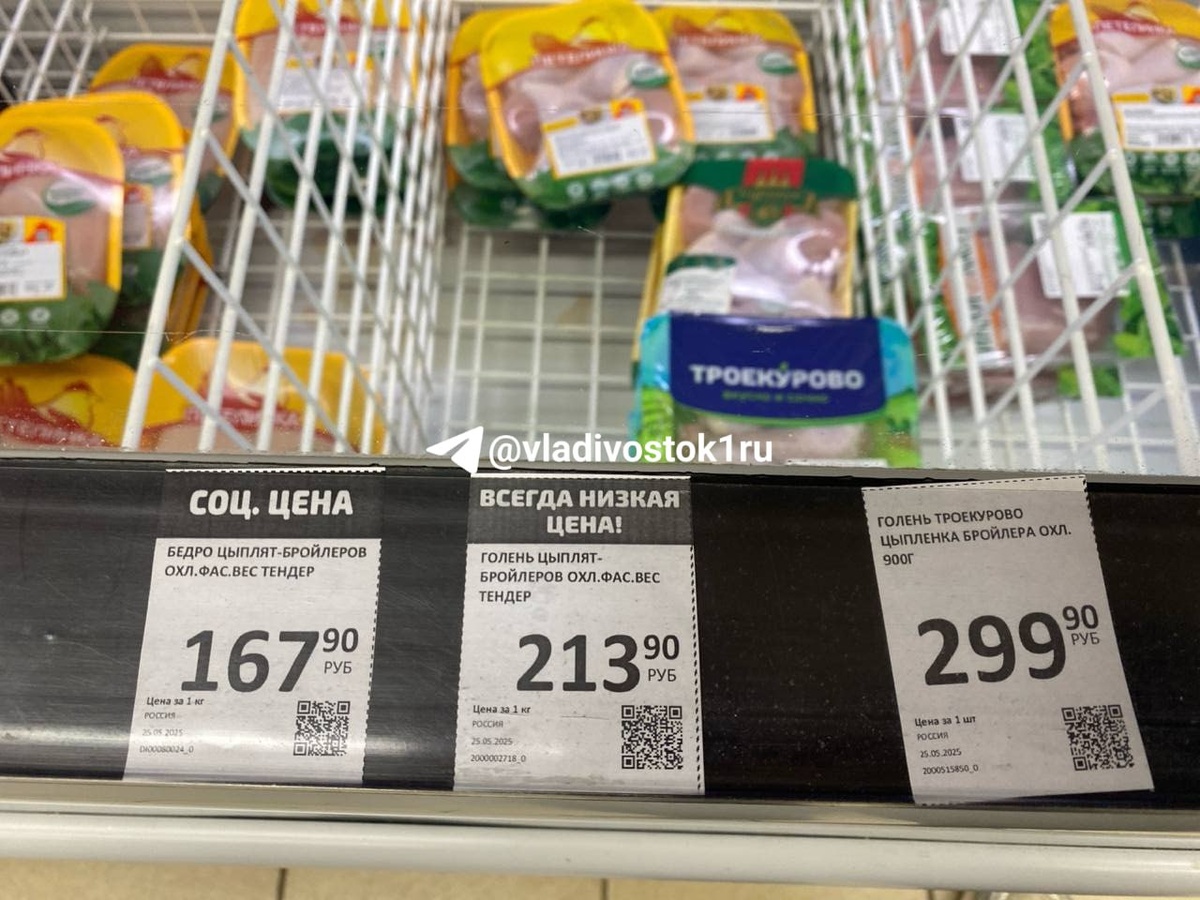 ТРОЕКУРОВО
@vladivostok1ru
СОЦ. ЦЕНА
БЕДРО ЦЫПЛЯТ-БРОЙЛЕРОВ
ОХЛ.ФАС.ВЕС ТЕНДЕР
167 90
РУБ
Цена за 1 кг
РОССИЯ
25.05.2025
ВСЕГДА НИЗКАЯ
ЦЕНА!
ГОЛЕНЬ ЦЫПЛЯТ-
БРОЙЛЕРОВ ОХЛ.ФАС.ВЕС
ТЕНДЕР
213 90
РУБ
Цена за 1 кг
РОССИЯ
25.05.2025
2000002718_0
ГОЛЕНЬ ТРОЕКУРОВО
ЦЫПЛЕНКА БРОЙЛЕРА ОХЛ.
900Г
299 90
РУБ
Цена за 1 шт
РОССИЯ
25.05.2025
2000515850_0